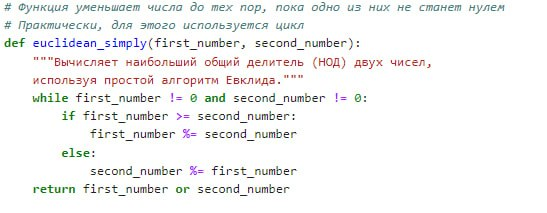 # Функция уменьшает числа до тех пор, пока одно из них не станет нулем
# Практически, для этого используется цикл
def euclidean_simply(first_number, second_number):
    """Вычисляет наибольший общий делитель (НОД) двух чисел,
    используя простой алгоритм Евклида."""
    while first_number != 0 and second_number != 0:
        if first_number >= second_number:
            first_number %= second_number
        else:
            second_number %= first_number
    return first_number or second_number